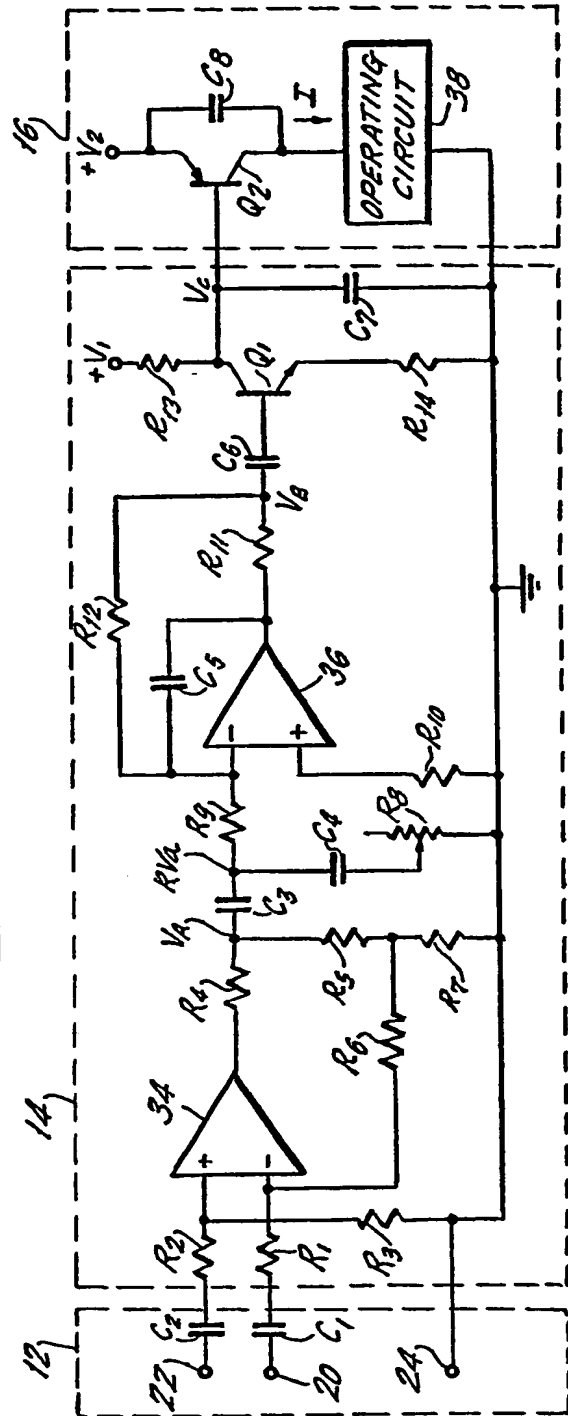 12
14
16
22
20
24
C2
C1
R2
R1
R3
+
-
34
R4
VA
R5
R6
R7
C3
RVa
R9
C4
R8
-
+
36
R10
C5
R12
R11
VB
C6
Q1
+V1
R13
VC
R14
C7
+V2
Q2
C8
I
OPERATING
CIRCUIT
38